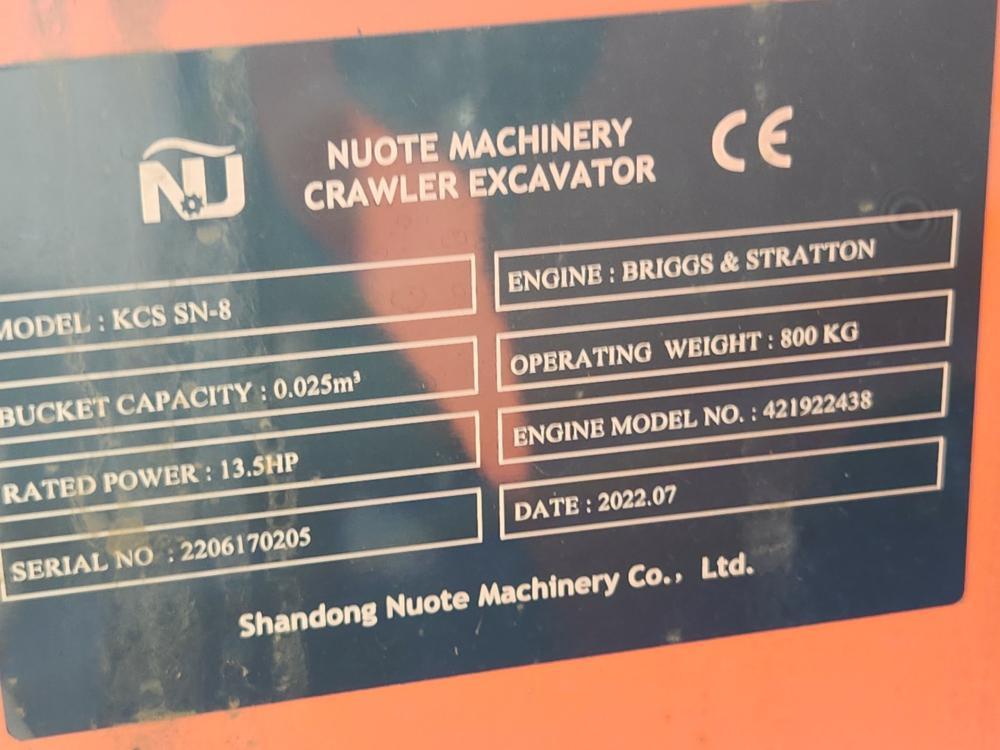 NU
NUOTE MACHINERY
CRAWLER EXCAVATOR
CE
MODEL : KCS SN-8
ENGINE : BRIGGS & STRATTON
BUCKET CAPACITY : 0.025m³
OPERATING WEIGHT : 800 KG
RATED POWER : 13.5HP
ENGINE MODEL NO. : 421922438
SERIAL NO : 2206170205
DATE : 2022.07
Shandong Nuote Machinery Co., Ltd.